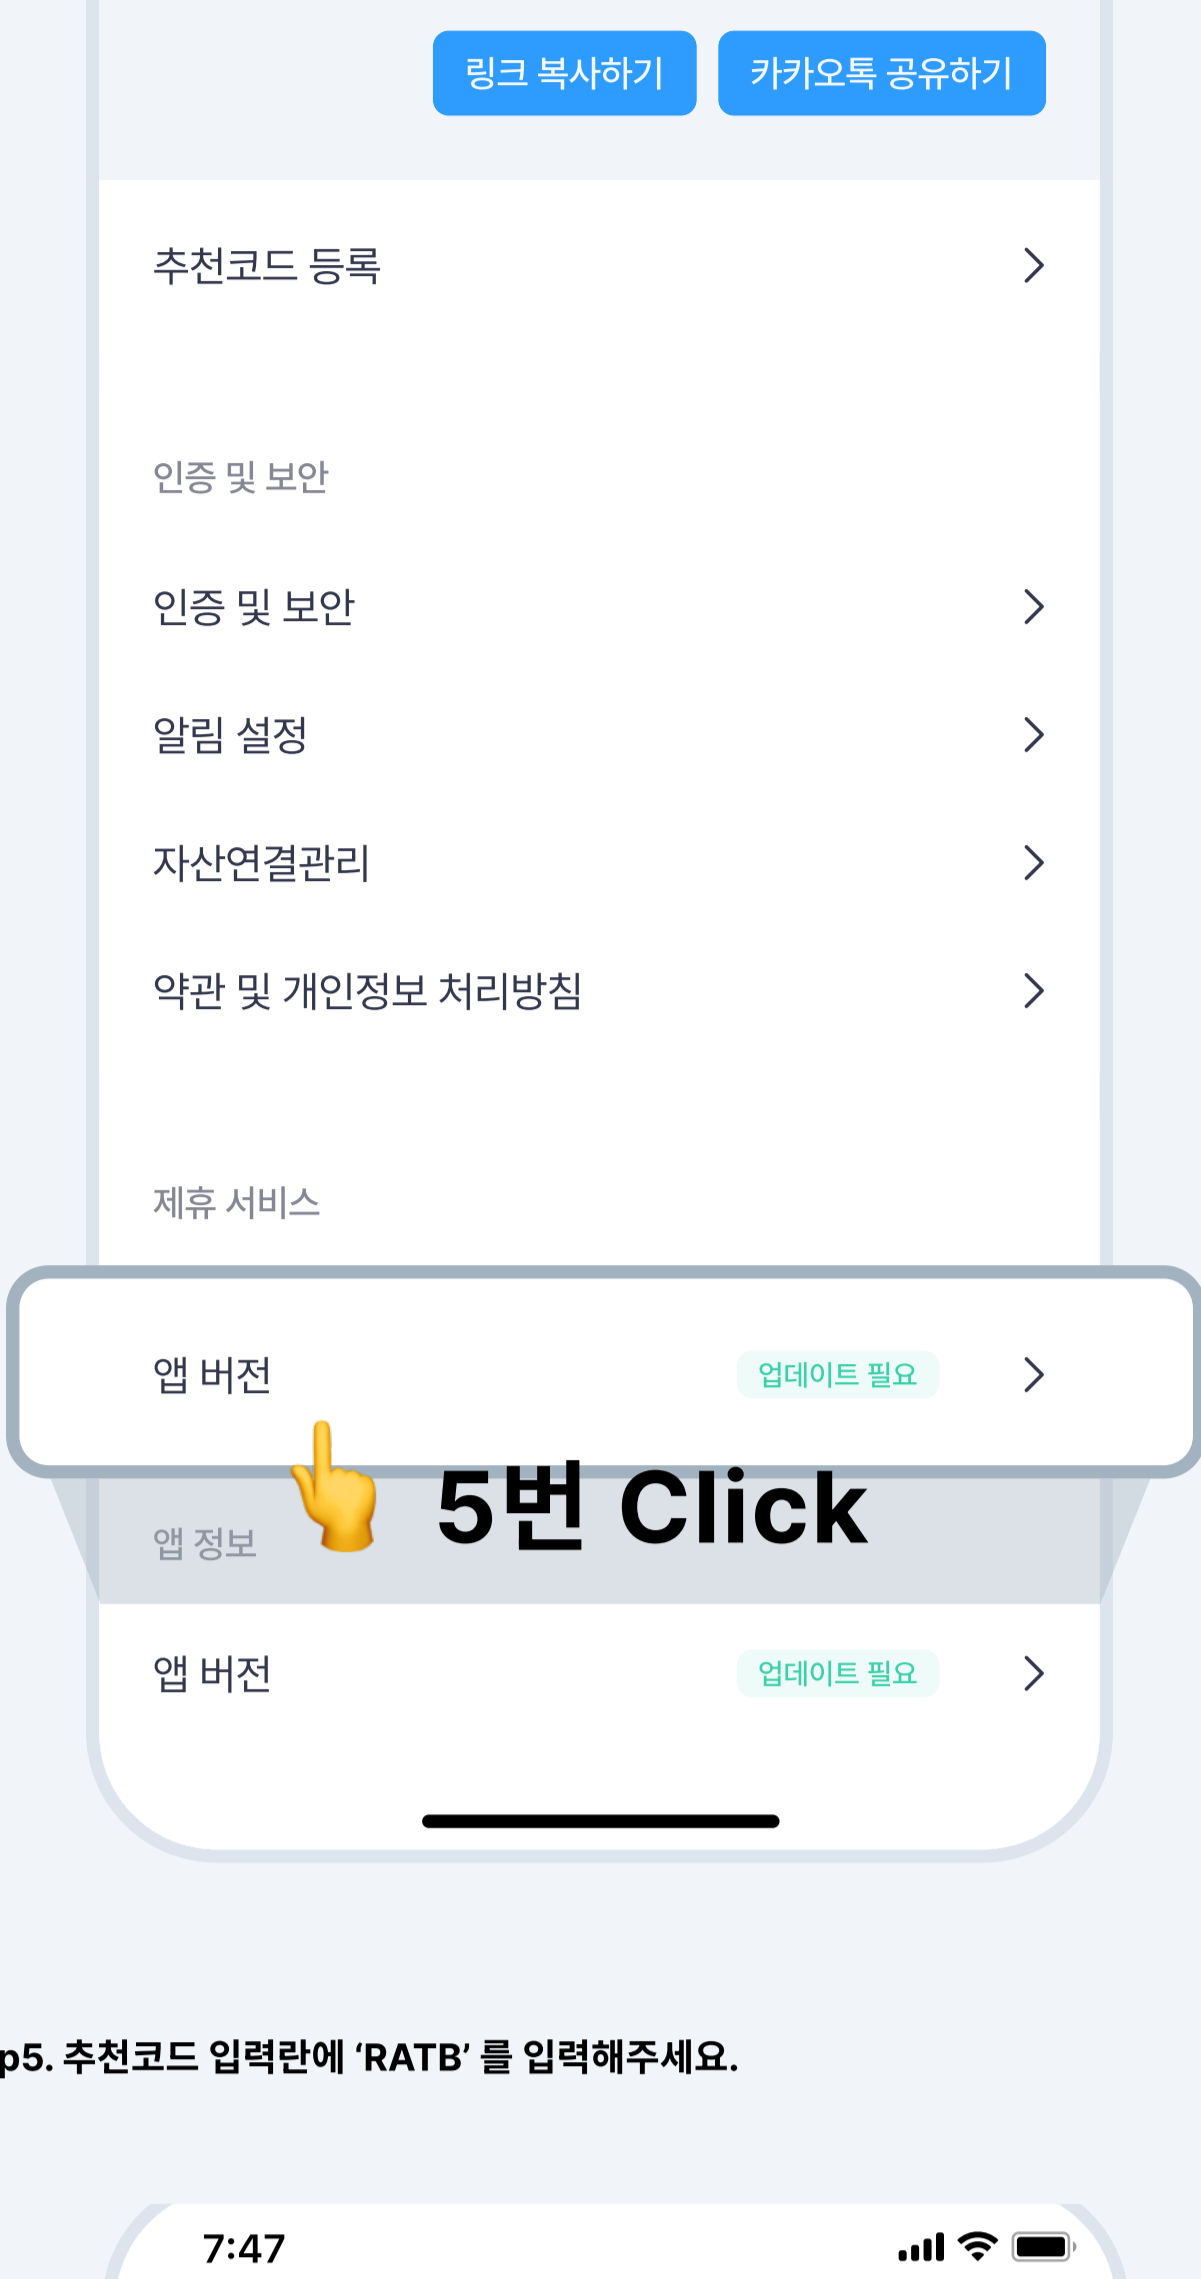 링크 복사하기 카카오톡 공유하기
추천코드 등록
인증 및 보안
인증 및 보안
알림 설정
자산연결관리
약관 및 개인정보 처리방침
제휴 서비스
앱 버전 업데이트 필요
5번 Click
앱 정보
앱 버전 업데이트 필요
p5. 추천코드 입력란에 ‘RATB’ 를 입력해주세요.
7:47